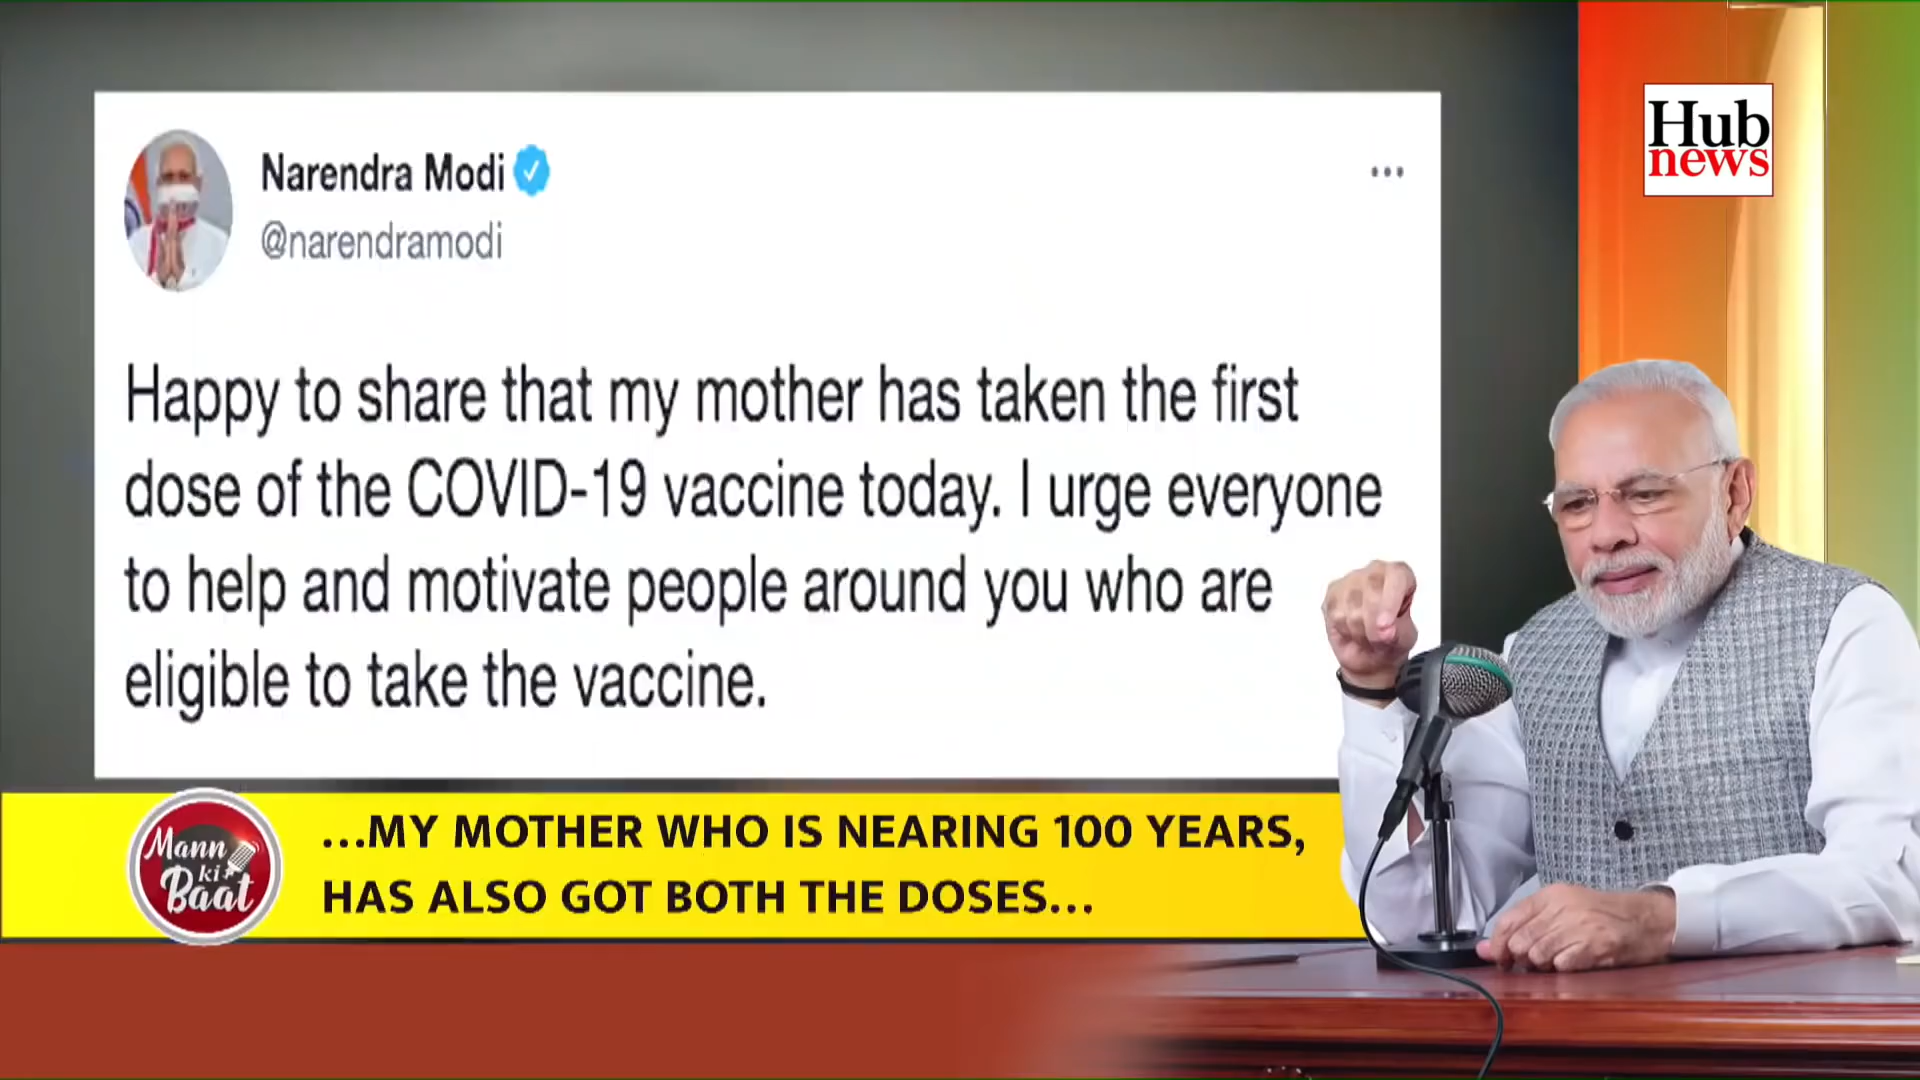 Hub
news
Narendra Modi
@narendramodi
Happy to share that my mother has taken the first
dose of the COVID-19 vaccine today. I urge everyone
to help and motivate people around you who are
eligible to take the vaccine.
Mann
ki
Baat
...MY MOTHER WHO IS NEARING 100 YEARS,
HAS ALSO GOT BOTH THE DOSES...